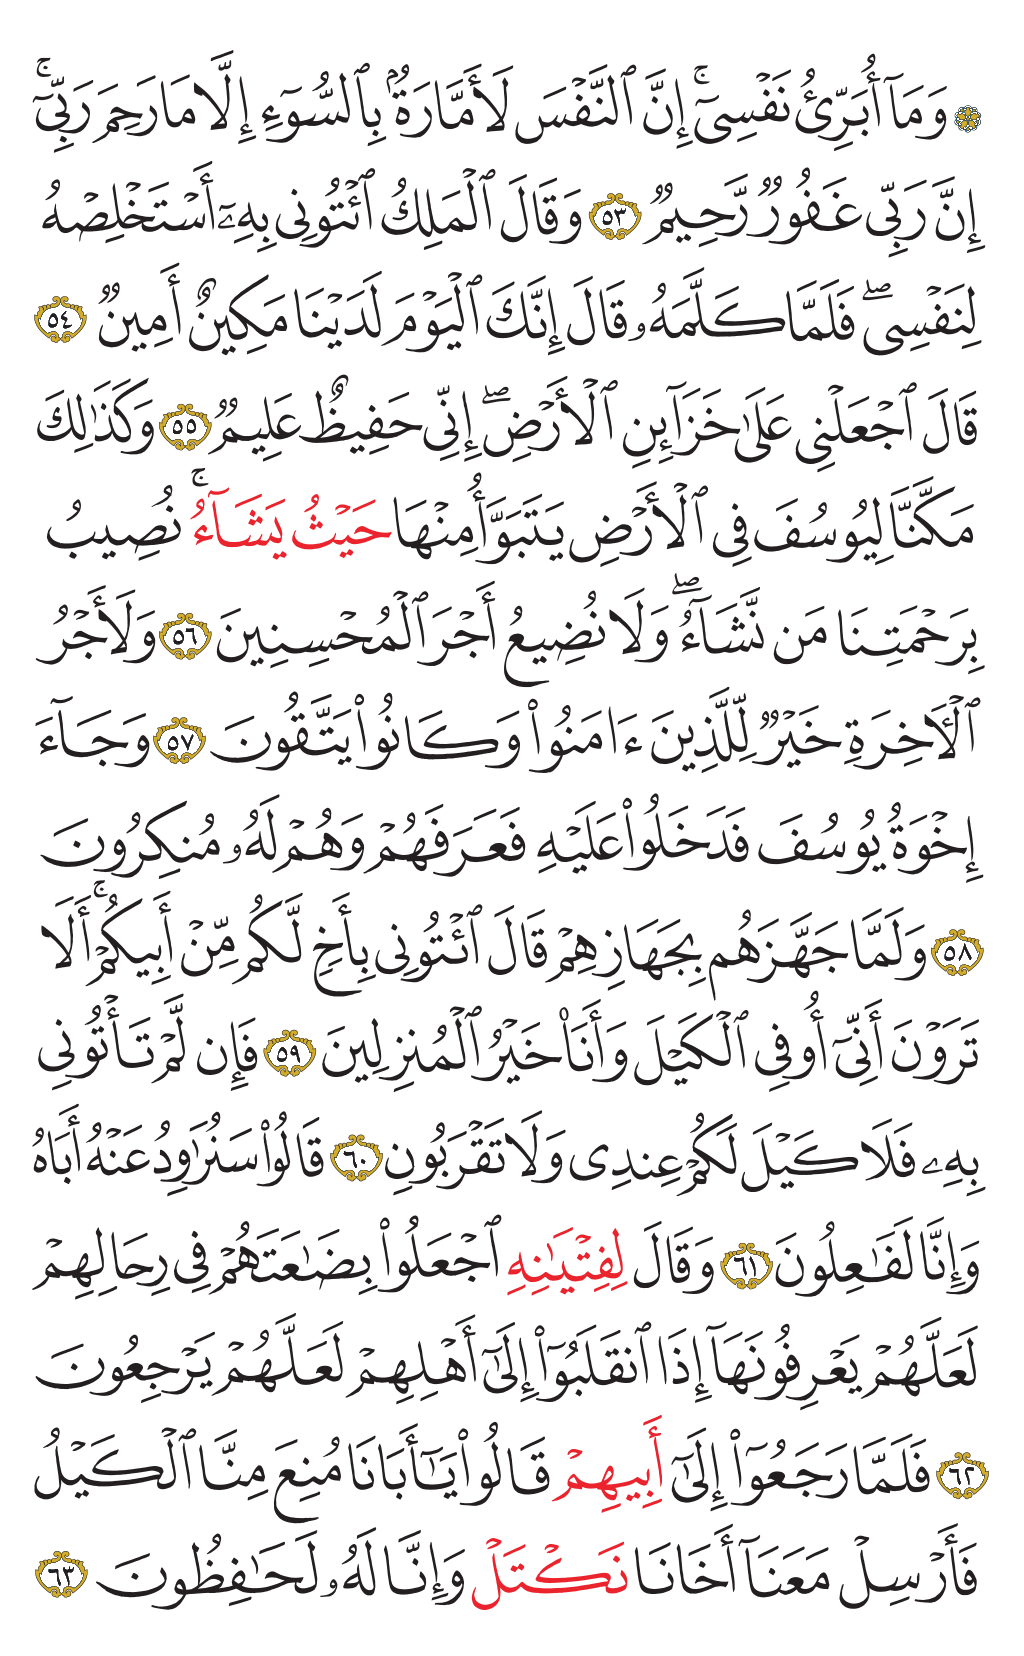 ۞ وَمَآ أُبَرِّئُ نَفْسِىٓ ۚ إِنَّ ٱلنَّفْسَ لَأَمَّارَةٌۢ بِٱلسُّوٓءِ إِلَّا مَا رَحِمَ رَبِّىٓ ۚ
إِنَّ رَبِّى غَفُورٌ رَّحِيمٌ ٥٣ وَقَالَ ٱلْمَلِكُ ٱئْتُونِى بِهِۦٓ أَسْتَخْلِصْهُ
لِنَفْسِى ۖ فَلَمَّا كَلَّمَهُۥ قَالَ إِنَّكَ ٱلْيَوْمَ لَدَيْنَا مَكِينٌ أَمِينٌ ٥٤
قَالَ ٱجْعَلْنِى عَلَىٰ خَزَآئِنِ ٱلْأَرْضِ ۖ إِنِّى حَفِيظٌ عَلِيمٌ ٥٥ وَكَذَٰلِكَ
مَكَّنَّا لِيُوسُفَ فِى ٱلْأَرْضِ يَتَبَوَّأُ مِنْهَا حَيْثُ يَشَآءُ ۚ نُصِيبُ
بِرَحْمَتِنَا مَن نَّشَآءُ ۖ وَلَا نُضِيعُ أَجْرَ ٱلْمُحْسِنِينَ ٥٦ وَلَأَجْرُ
ٱلْـَٔاخِرَةِ خَيْرٌ لِّلَّذِينَ ءَامَنُوا۟ وَكَانُوا۟ يَتَّقُونَ ٥٧ وَجَآءَ
إِخْوَةُ يُوسُفَ فَدَخَلُوا۟ عَلَيْهِ فَعَرَفَهُمْ وَهُمْ لَهُۥ مُنكِرُونَ
٥٨ وَلَمَّا جَهَّزَهُم بِجَهَازِهِمْ قَالَ ٱئْتُونِى بِأَخٍ لَّكُم مِّنْ أَبِيكُمْ ۚ أَلَا
تَرَوْنَ أَنِّىٓ أُوفِى ٱلْكَيْلَ وَأَنَا۠ خَيْرُ ٱلْمُنزِلِينَ ٥٩ فَإِن لَّمْ تَأْتُونِى
بِهِۦ فَلَا كَيْلَ لَكُمْ عِندِى وَلَا تَقْرَبُونِ ٦٠ قَالُوا۟ سَنُرَٰوِدُ عَنْهُ أَبَاهُ
وَإِنَّا لَفَٰعِلُونَ ٦١ وَقَالَ لِفِتْيَٰنِهِ ٱجْعَلُوا۟ بِضَٰعَتَهُمْ فِى رِحَالِهِمْ
لَعَلَّهُمْ يَعْرِفُونَهَآ إِذَا ٱنقَلَبُوٓا۟ إِلَىٰٓ أَهْلِهِمْ لَعَلَّهُمْ يَرْجِعُونَ
٦٢ فَلَمَّا رَجَعُوٓا۟ إِلَىٰٓ أَبِيهِمْ قَالُوا۟ يَٰٓأَبَانَا مُنِعَ مِنَّا ٱلْكَيْلُ
فَأَرْسِلْ مَعَنَآ أَخَانَا نَكْتَلْ وَإِنَّا لَهُۥ لَحَٰفِظُونَ ٦٣